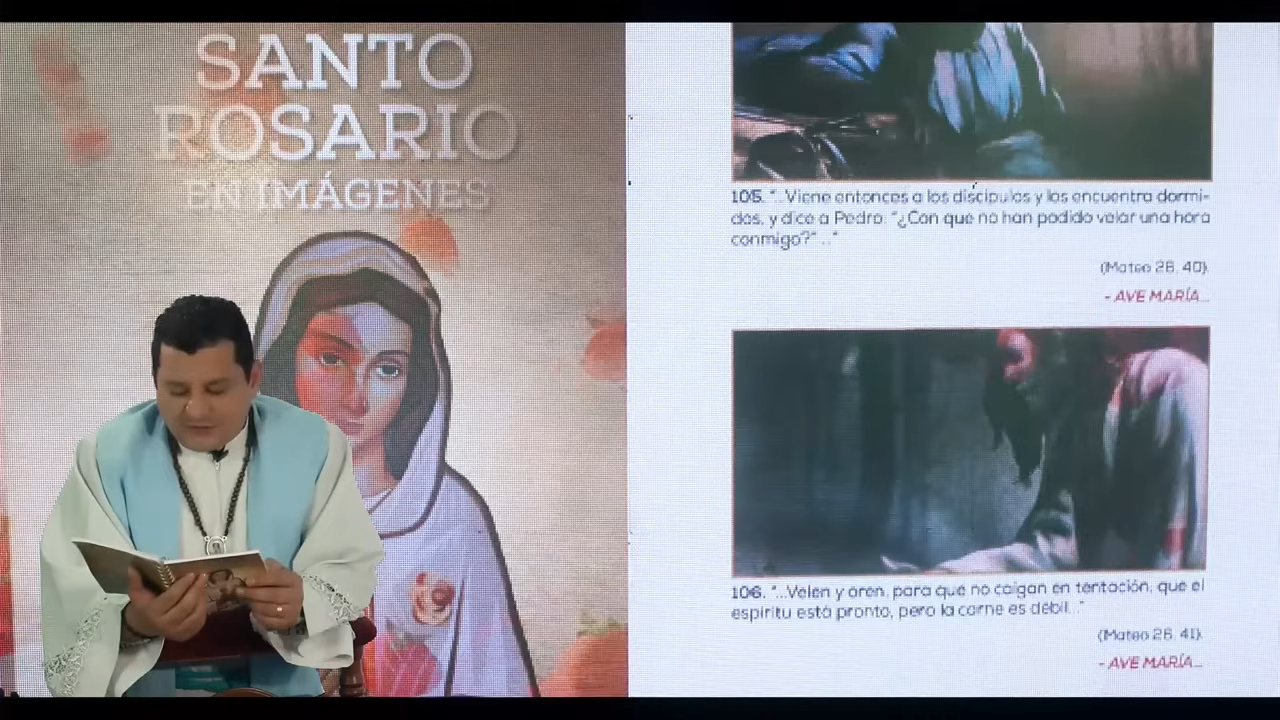 SANTO
ROSARIO
EN IMÁGENES
105. "...Viene entonces a los discípulos y los encuentra dormi-
dos, y dice a Pedro: "¿Con que no han podido velar una hora
conmigo?" ..."
(Mateo 26, 40).
- AVE MARÍA...
106. "...Velen y oren, para que no caigan en tentación; que el
espíritu está pronto, pero la carne es débil..."
(Mateo 26, 41).
- AVE MARÍA...